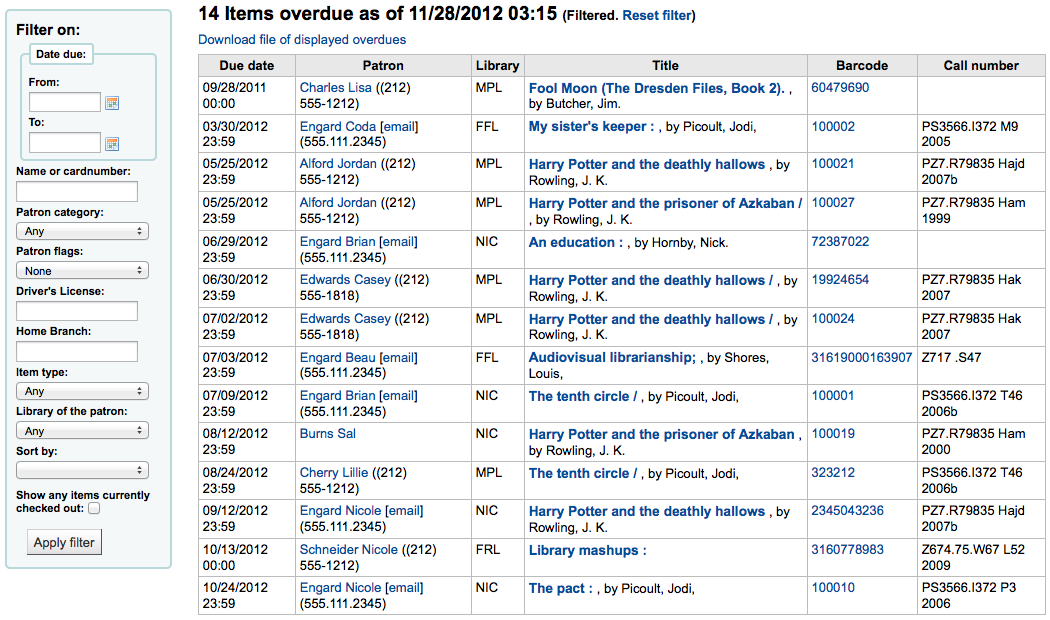 Filter on:
Date due:
From:
To:
Name or cardnumber:
Patron category:
Any
Patron flags:
None
Driver's License:
Home Branch:
Item type:
Any
Library of the patron:
Any
Sort by:
Show any items currently
checked out:
Apply filter
14 Items overdue as of 11/28/2012 03:15 (Filtered. Reset filter)
Download file of displayed overdues
Due date Patron Library Title Barcode Call number
09/28/2011 Charles Lisa ((212) MPL Fool Moon (The Dresden Files, Book 2). , 60479690
00:00 555-1212) by Butcher, Jim.
03/30/2012 Engard Coda [email] FFL My sister's keeper : , by Picoult, Jodi, 100002 PS3566.I372 M9
23:59 (555.111.2345) 2005
05/25/2012 Alford Jordan ((212) MPL Harry Potter and the deathly hallows , by 100021 PZ7.R79835 Hajd
23:59 555-1212) Rowling, J. K. 2007b
05/25/2012 Alford Jordan ((212) MPL Harry Potter and the prisoner of Azkaban / 100027 PZ7.R79835 Ham
23:59 555-1212) , by Rowling, J. K. 1999
06/29/2012 Engard Brian [email] NIC An education : , by Hornby, Nick. 72387022
23:59 (555.111.2345)
06/30/2012 Edwards Casey ((212) MPL Harry Potter and the deathly hallows / , by 19924654 PZ7.R79835 Hak
23:59 555-1818) Rowling, J. K. 2007
07/02/2012 Edwards Casey ((212) MPL Harry Potter and the deathly hallows / , by 100024 PZ7.R79835 Hak
23:59 555-1818) Rowling, J. K. 2007
07/03/2012 Engard Beau [email] FFL Audiovisual librarianship; , by Shores, 31619000163907 Z717 .S47
23:59 (555.111.2345) Louis,
07/09/2012 Engard Brian [email] NIC The tenth circle / , by Picoult, Jodi, 100001 PS3566.I372 T46
23:59 (555.111.2345) 2006b
08/12/2012 Burns Sal NIC Harry Potter and the prisoner of Azkaban , 100019 PZ7.R79835 Ham
23:59 by Rowling, J. K. 2000
08/24/2012 Cherry Lillie ((212) MPL The tenth circle / , by Picoult, Jodi, 323212 PS3566.I372 T46
23:59 555-1212) 2006b
09/12/2012 Engard Nicole [email] NIC Harry Potter and the deathly hallows , by 2345043236 PZ7.R79835 Hajd
23:59 (555.111.2345) Rowling, J. K. 2007b
10/13/2012 Schneider Nicole ((212) FRL Library mashups : 3160778983 Z674.75.W67 L52
00:00 555-1212) 2009
10/24/2012 Engard Nicole [email] NIC The pact : , by Picoult, Jodi, 100010 PS3566.I372 P3
23:59 (555.111.2345) 2006